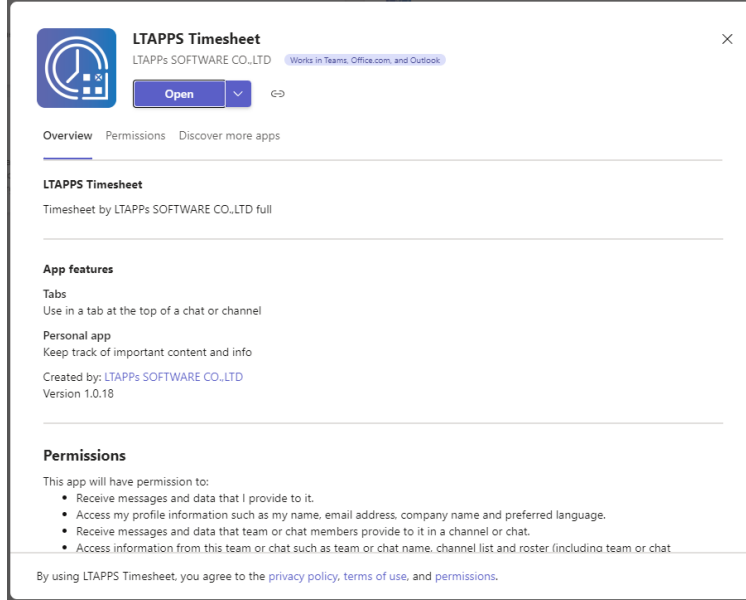 LTAPPS Timesheet
LTAPPs SOFTWARE CO.,LTD Works in Teams, Office.com, and Outlook
Open
Overview Permissions Discover more apps
LTAPPS Timesheet
Timesheet by LTAPPs SOFTWARE CO.,LTD full
App features
Tabs
Use in a tab at the top of a chat or channel
Personal app
Keep track of important content and info
Created by: LTAPPs SOFTWARE CO.,LTD
Version 1.0.18
Permissions
This app will have permission to:
• Receive messages and data that I provide to it.
• Access my profile information such as my name, email address, company name and preferred language.
• Receive messages and data that team or chat members provide to it in a channel or chat.
• Access information from this team or chat such as team or chat name, channel list and roster (including team or chat
By using LTAPPS Timesheet, you agree to the privacy policy, terms of use, and permissions.